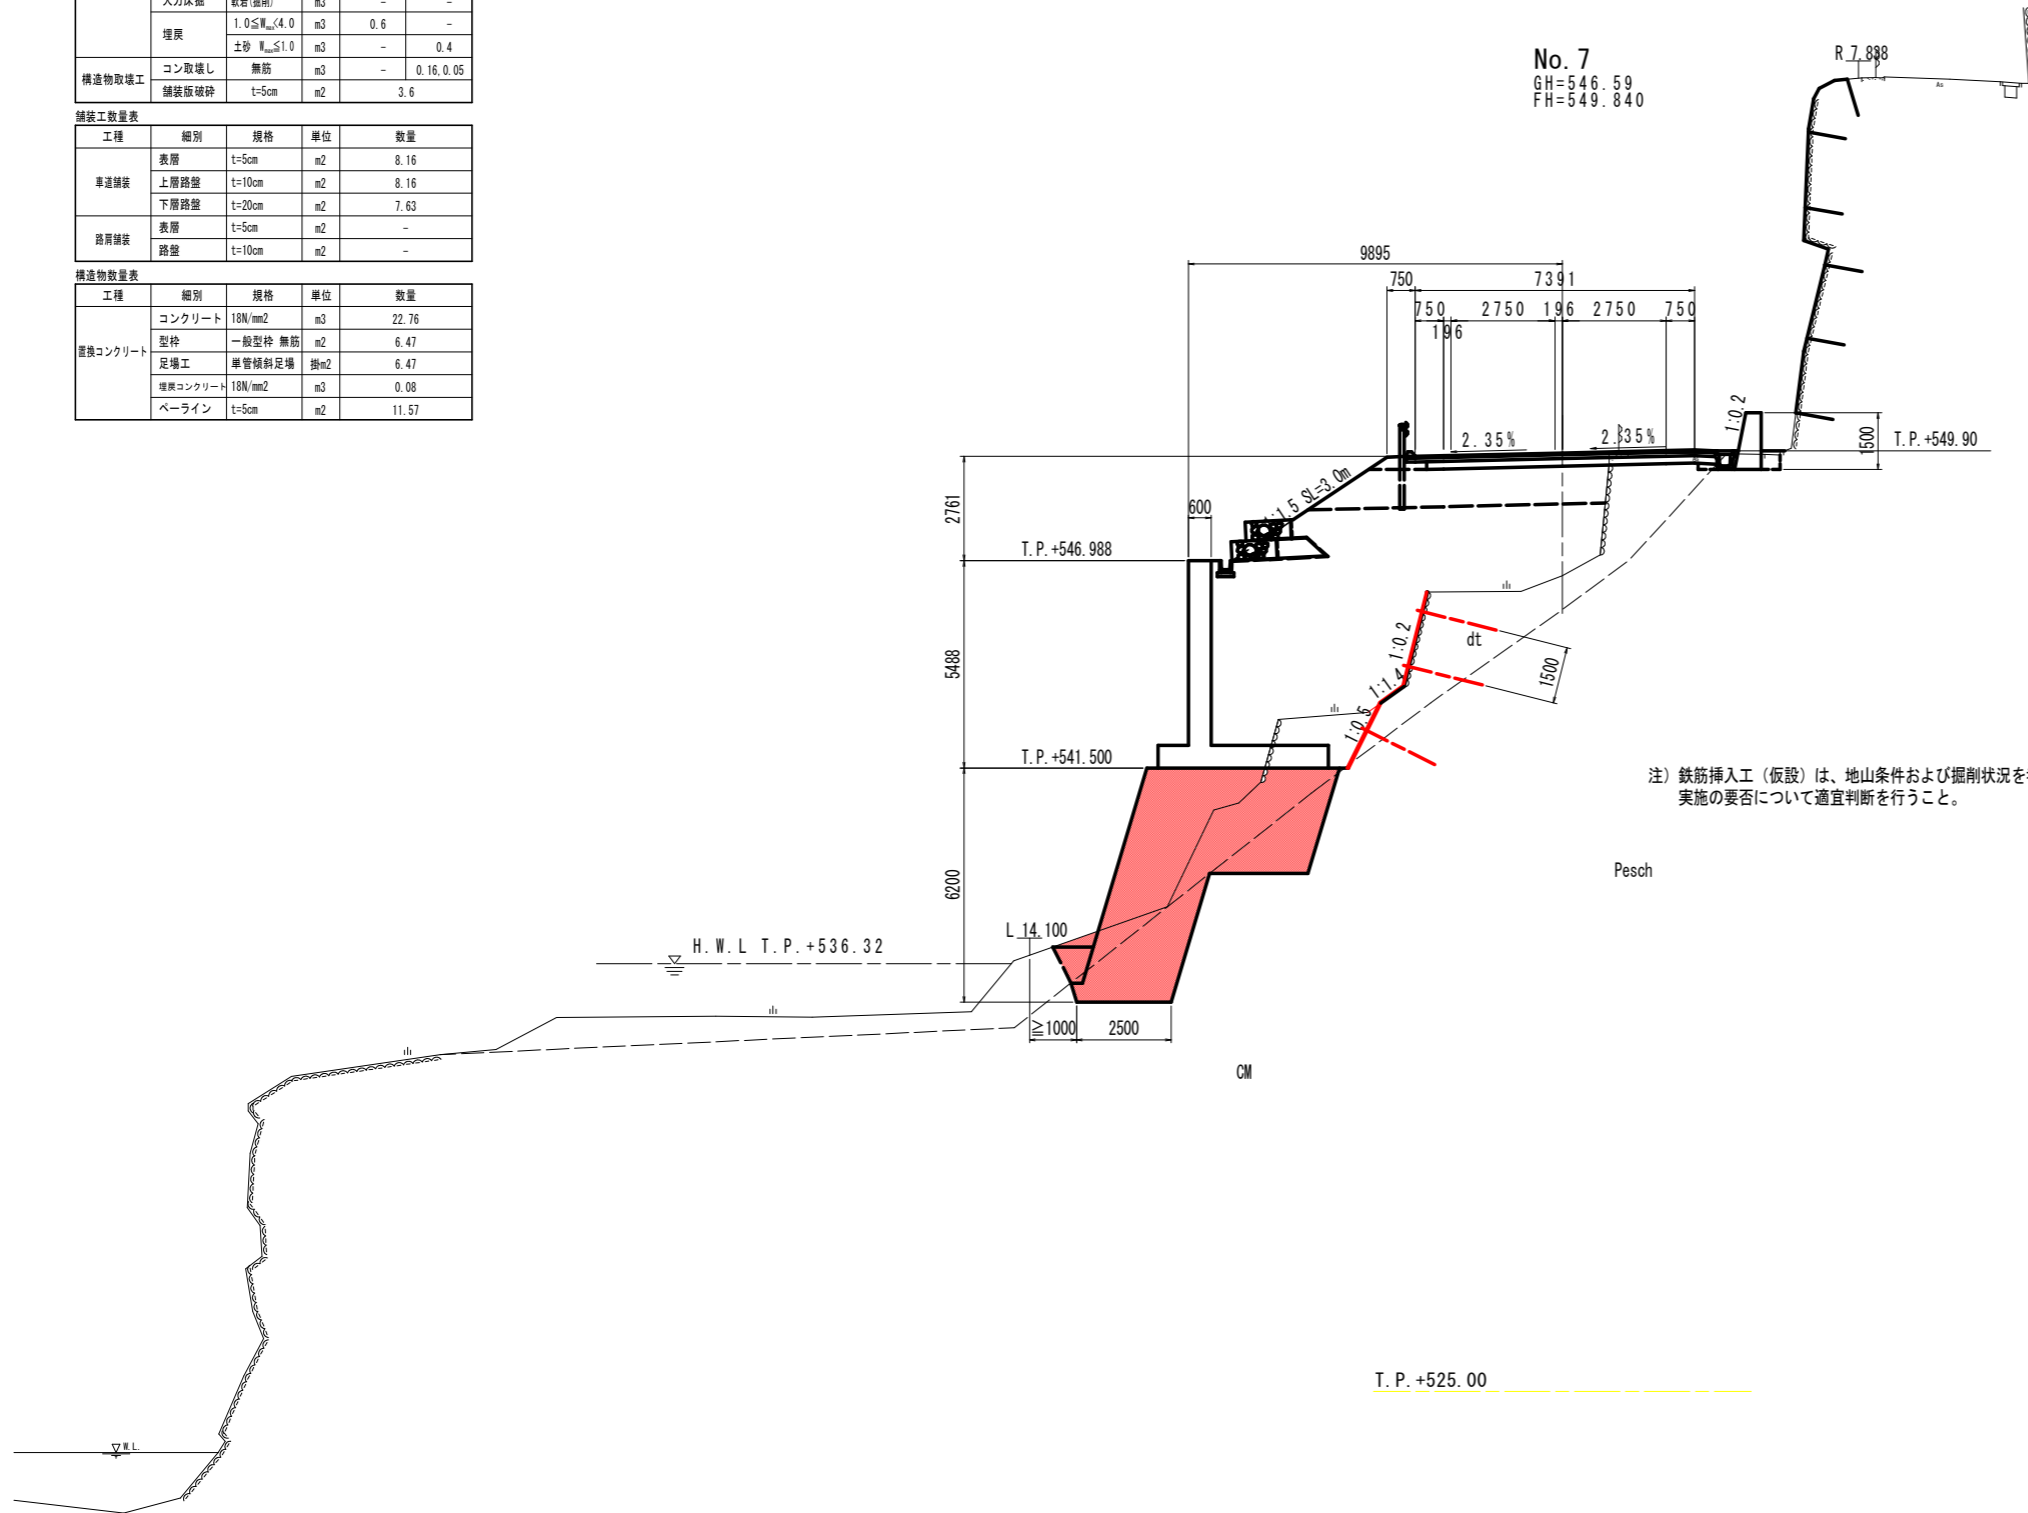 人力床掘 軟岩(掘削) m3 - -
埋戻 1.0≦Wmax<4.0 m3 0.6 -
土砂 Wmax≦1.0 m3 - 0.4
構造物取壊工 コン取壊し 無筋 m3 - 0.16,0.05
舗装版破砕 t=5cm m2 3.6
舗装工数量表
工種 細別 規格 単位 数量
車道舗装 表層 t=5cm m2 8.16
上層路盤 t=10cm m2 8.16
下層路盤 t=20cm m2 7.63
路肩舗装 表層 t=5cm m2 -
路盤 t=10cm m2 -
構造物数量表
工種 細別 規格 単位 数量
置換コンクリート コンクリート 18N/mm2 m3 22.76
型枠 一般型枠 無筋 m2 6.47
足場工 単管傾斜足場 掛m2 6.47
埋戻コンクリート 18N/mm2 m3 0.08
ペーライン t=5cm m2 11.57
No.7
GH=546.59
FH=549.840
R 7.888
As
9895
750 7391
750 2750 196 2750 750
196
2.35% 2.35%
1:0.2
1500
T.P.+549.90
2761
1:1.5 SL=3.0m
600
T.P.+546.988
5488
1:0.2
dt
1500
1:1.4
1:0.5
T.P.+541.500
注) 鉄筋挿入工（仮設）は、地山条件および掘削状況を
実施の要否について適宜判断を行うこと。
Pesch
6200
L 14.100
H.W.L T.P.+536.32
≧1000 2500
CM
T.P.+525.00
W.L.